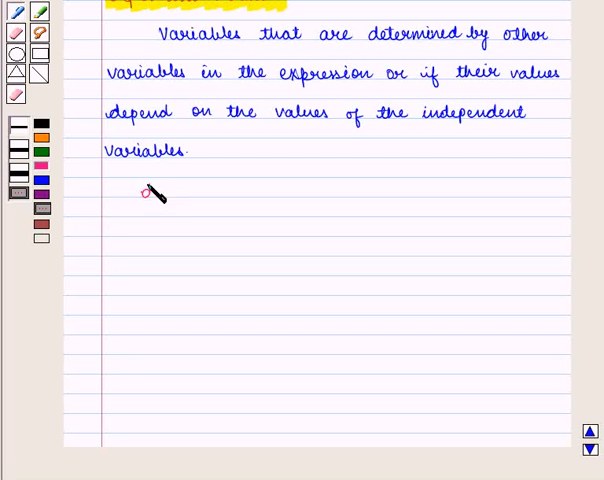 Variables that are determined by other
variables in the expression or if their values
depend on the values of the independent
variables.